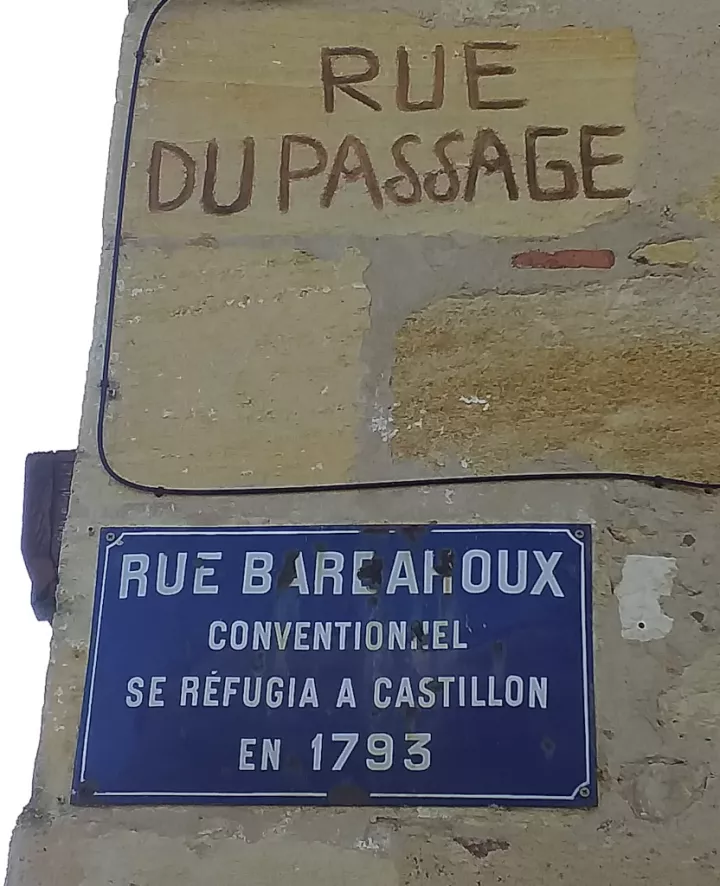 RUE
DU PASSAGE
RUE BARBAROUX
CONVENTIONNEL
SE RÉFUGIA A CASTILLON
EN 1793